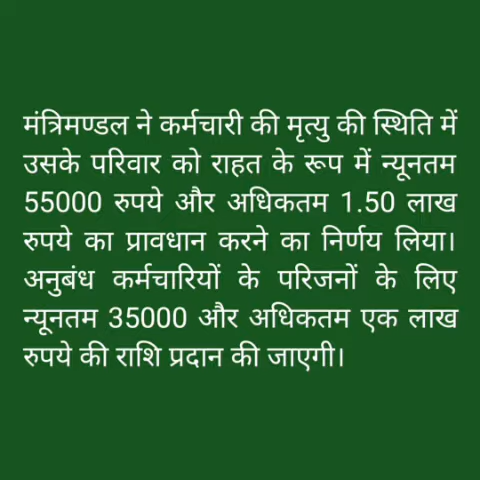 मंत्रिमण्डल ने कर्मचारी की मृत्यु की स्थिति में
उसके परिवार को राहत के रूप में न्यूनतम
55000 रुपये और अधिकतम 1.50 लाख
रुपये का प्रावधान करने का निर्णय लिया।
अनुबंध कर्मचारियों के परिजनों के लिए
न्यूनतम 35000 और अधिकतम एक लाख
रुपये की राशि प्रदान की जाएगी।